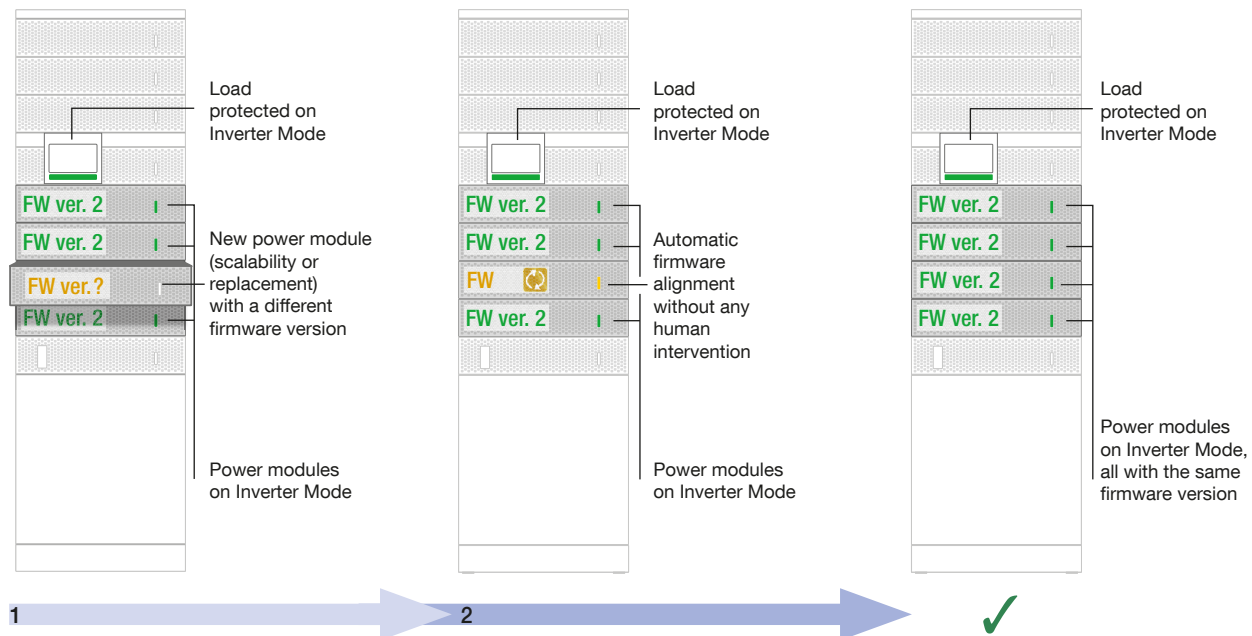 Load
protected on
Inverter Mode
FW ver. 2
FW ver. 2
FW ver.?
FW ver. 2
New power module
(scalability or
replacement)
with a different
firmware version
Power modules
on Inverter Mode
1
Load
protected on
Inverter Mode
FW ver. 2
FW ver. 2
FW
FW ver. 2
Automatic
firmware
alignment
without any
human
intervention
Power modules
on Inverter Mode
2
Load
protected on
Inverter Mode
FW ver. 2
FW ver. 2
FW ver. 2
FW ver. 2
Power modules
on Inverter Mode,
all with the same
firmware version